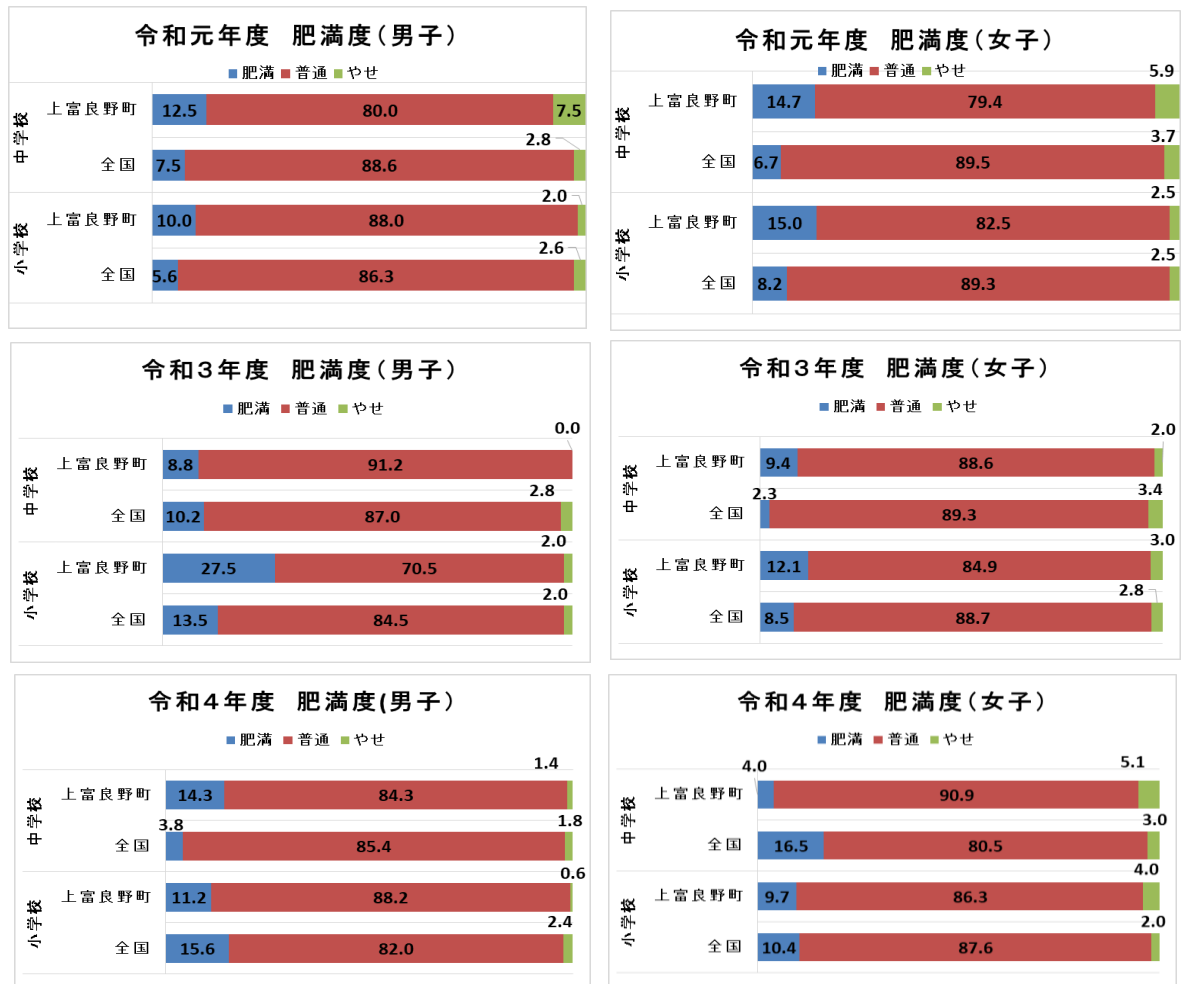 令和元年度 肥満度(男子)
肥満 普通 やせ
中学校
上富良野町 12.5 80.0 7.5
全国 7.5 88.6 2.8
小学校
上富良野町 10.0 88.0 2.0
全国 5.6 86.3 2.6
令和元年度 肥満度(女子)
肥満 普通 やせ
中学校
上富良野町 14.7 79.4 5.9
全国 6.7 89.5 3.7
小学校
上富良野町 15.0 82.5 2.5
全国 8.2 89.3 2.5
令和3年度 肥満度(男子)
肥満 普通 やせ
中学校
上富良野町 8.8 91.2 0.0
全国 10.2 87.0 2.8
小学校
上富良野町 27.5 70.5 2.0
全国 13.5 84.5 2.0
令和3年度 肥満度(女子)
肥満 普通 やせ
中学校
上富良野町 9.4 88.6 2.0
全国 2.3 89.3 3.4
小学校
上富良野町 12.1 84.9 3.0
全国 8.5 88.7 2.8
令和4年度 肥満度(男子)
肥満 普通 やせ
中学校
上富良野町 14.3 84.3 1.4
全国 3.8 85.4 1.8
小学校
上富良野町 11.2 88.2 0.6
全国 15.6 82.0 2.4
令和4年度 肥満度(女子)
肥満 普通 やせ
中学校
上富良野町 4.0 90.9 5.1
全国 16.5 80.5 3.0
小学校
上富良野町 9.7 86.3 4.0
全国 10.4 87.6 2.0